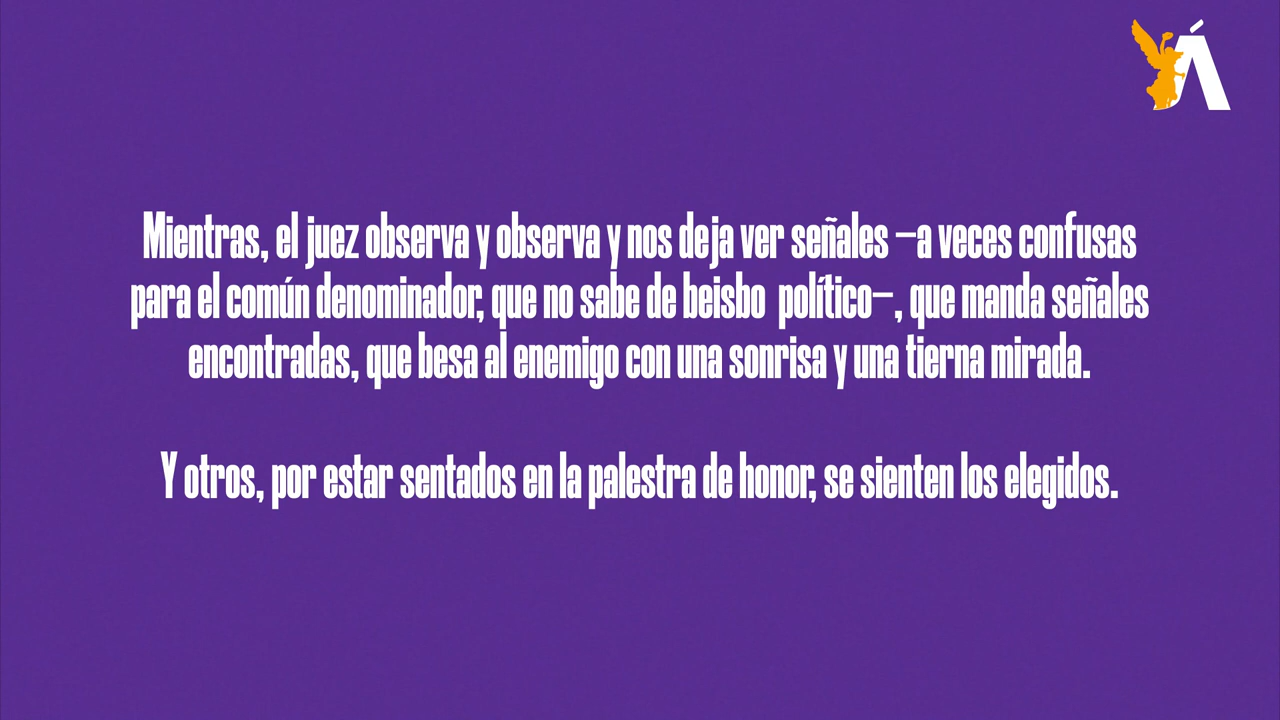 Á
Mientras, el juez observa y observa y nos deja ver señales –a veces confusas
para el común denominador, que no sabe de beisbo político–, que manda señales
encontradas, que besa al enemigo con una sonrisa y una tierna mirada.
Y otros, por estar sentados en la palestra de honor, se sienten los elegidos.